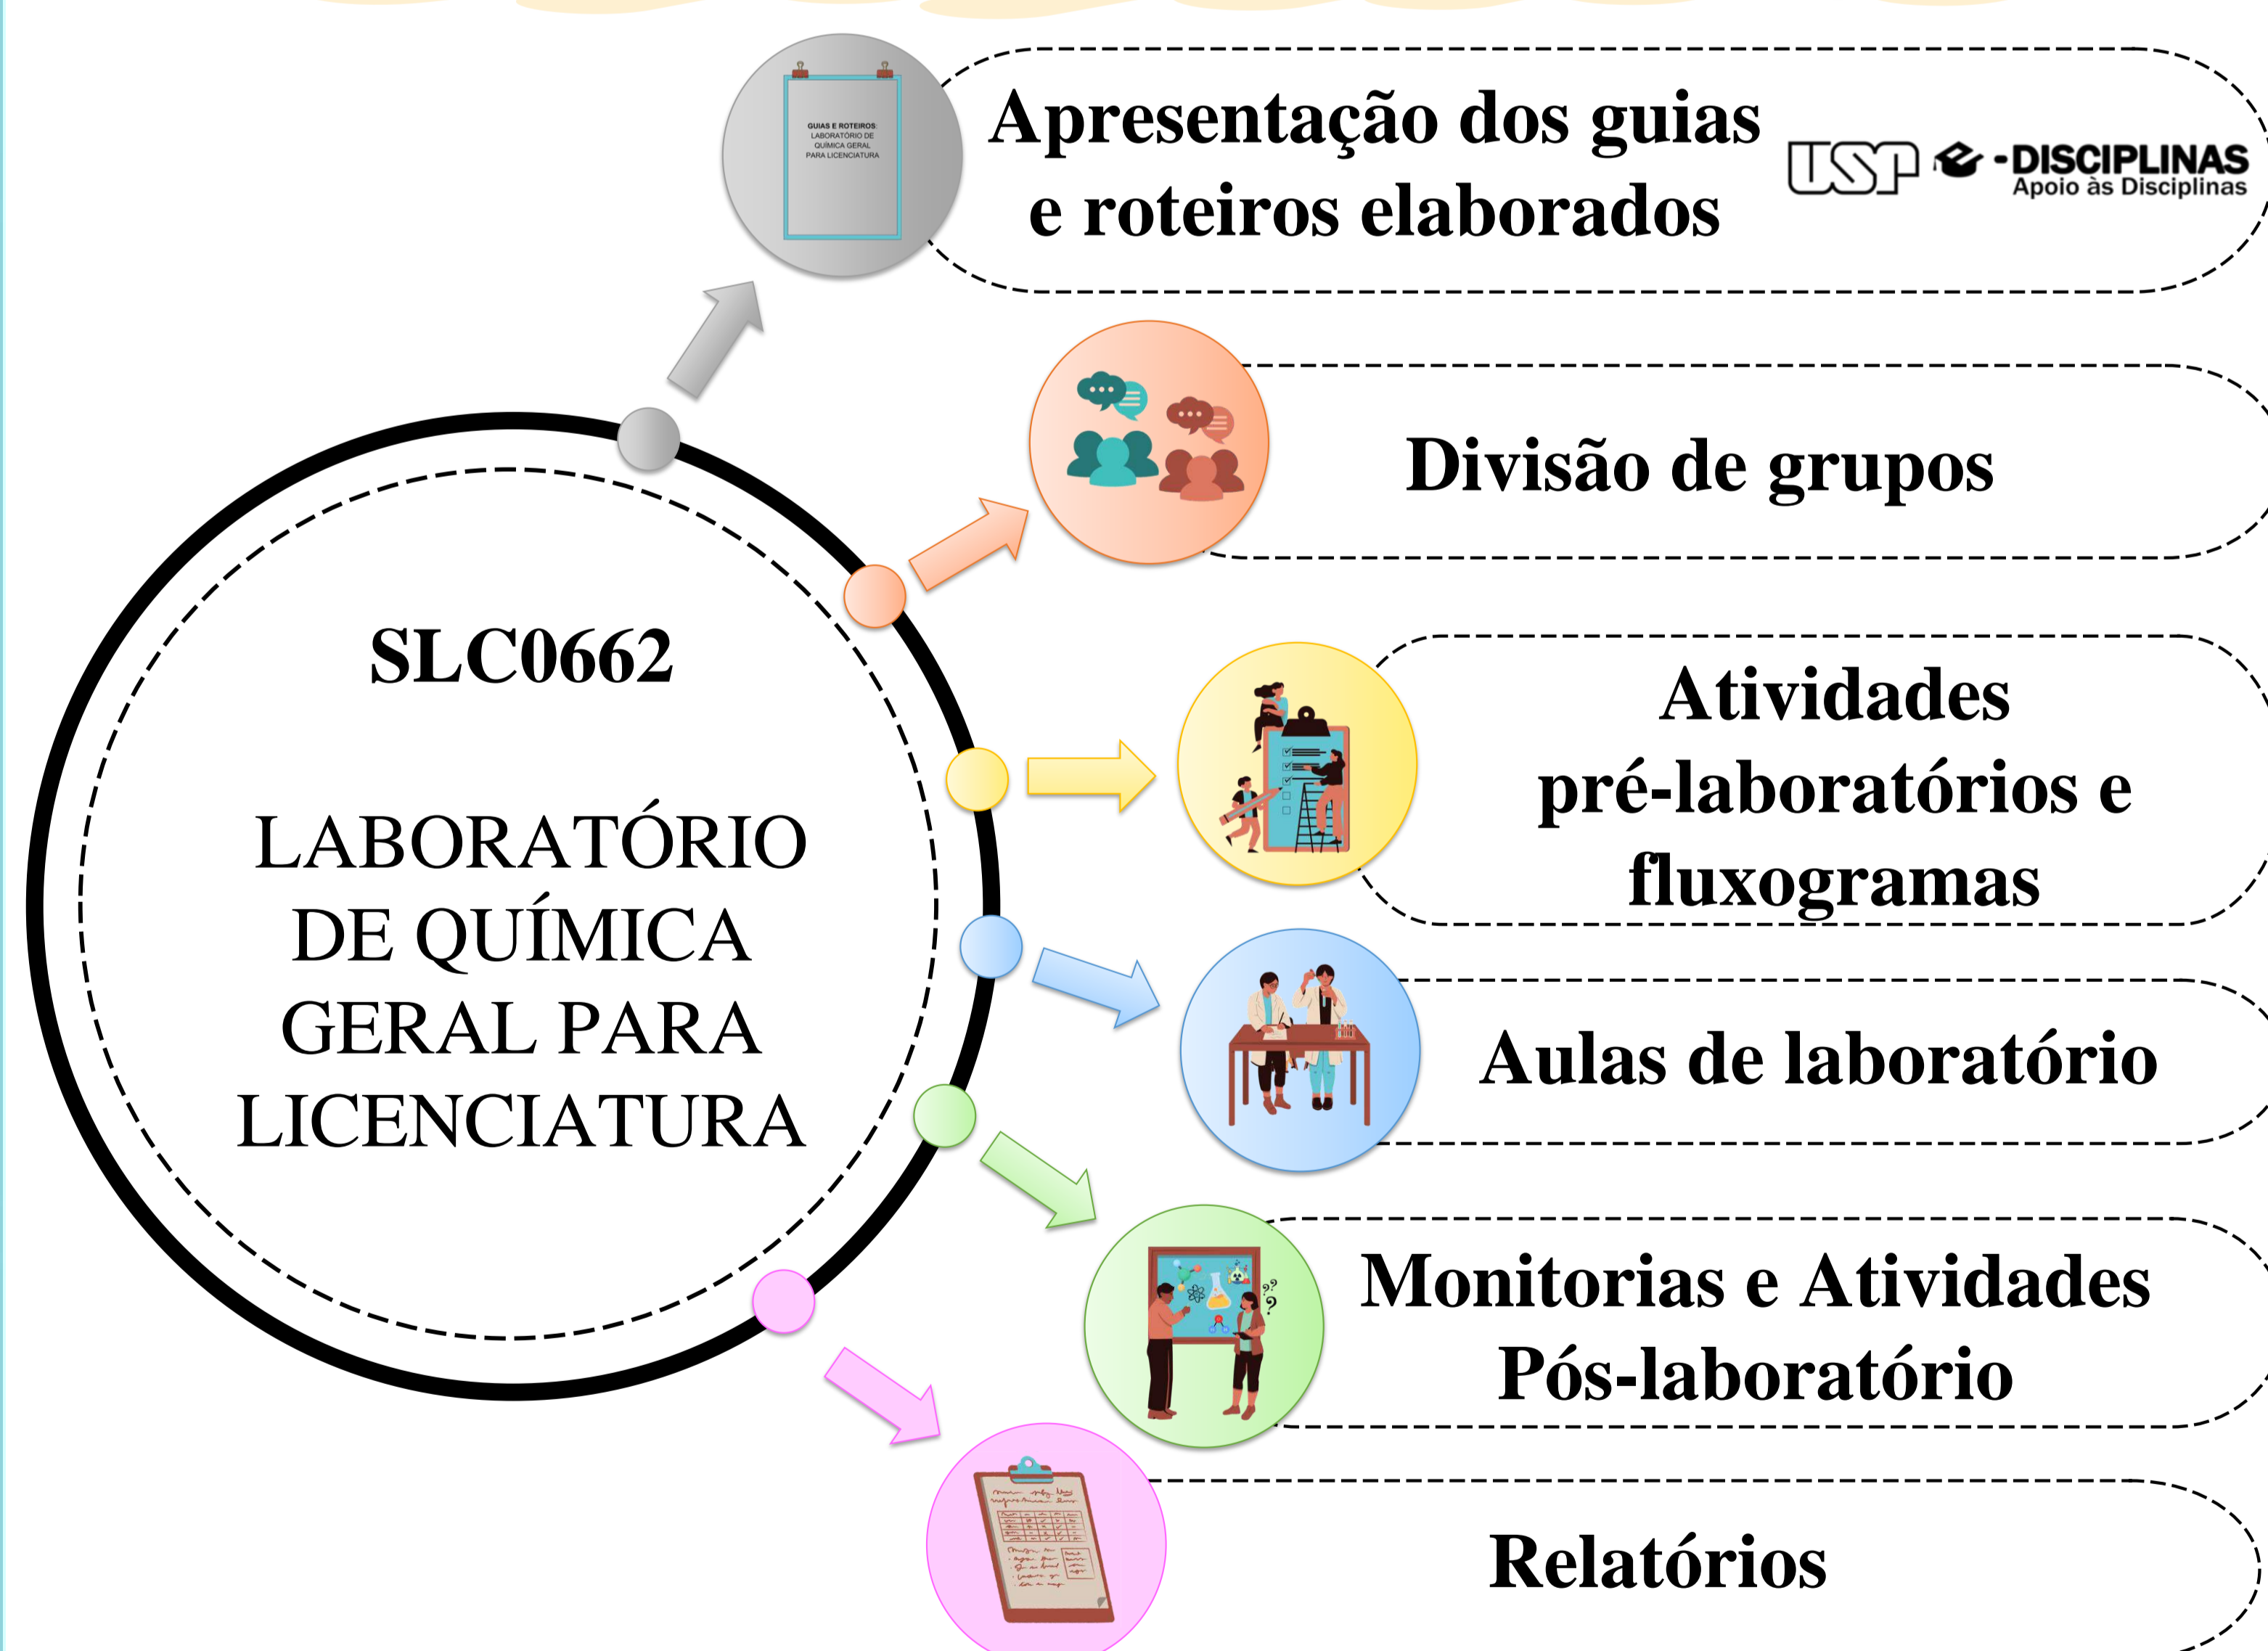 GUIAS E ROTEIROS:
LABORATÓRIO DE
QUÍMICA GERAL
PARA LICENCIATURA
Apresentação dos guias
e roteiros elaborados
USP e-DISCIPLINAS
Apoio às Disciplinas
Divisão de grupos
SLC0662
LABORATÓRIO
DE QUÍMICA
GERAL PARA
LICENCIATURA
Atividades
pré-laboratórios e
fluxogramas
Aulas de laboratório
Monitorias e Atividades
Pós-laboratório
???
Relatórios